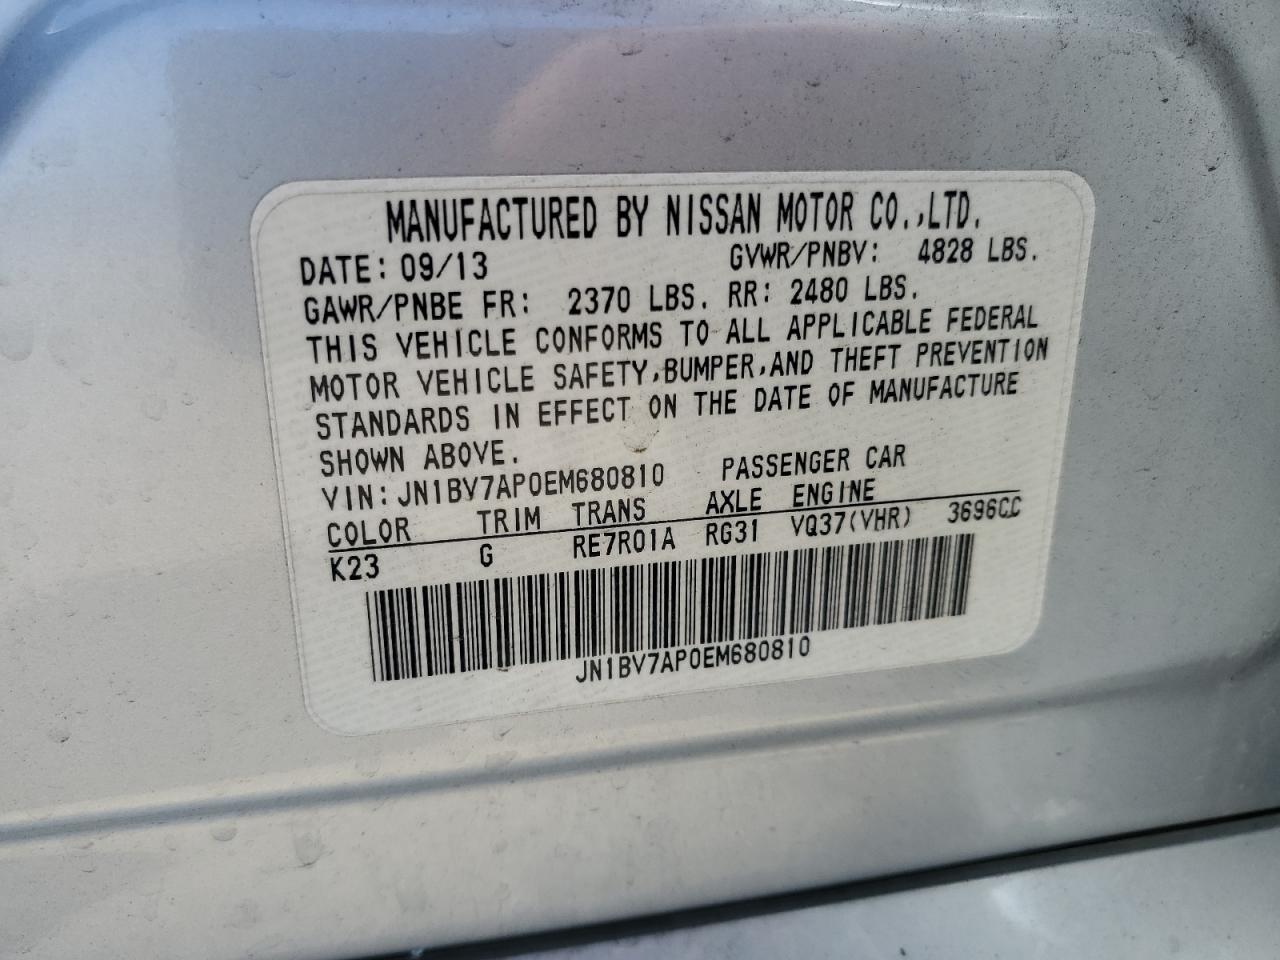 MANUFACTURED BY NISSAN MOTOR CO.,LTD.
DATE: 09/13 GVWR/PNBV: 4828 LBS.
GAWR/PNBE FR: 2370 LBS. RR: 2480 LBS.
THIS VEHICLE CONFORMS TO ALL APPLICABLE FEDERAL
MOTOR VEHICLE SAFETY,BUMPER,AND THEFT PREVENTION
STANDARDS IN EFFECT ON THE DATE OF MANUFACTURE
SHOWN ABOVE.
VIN: JN1BV7AP0EM680810 PASSENGER CAR
COLOR TRIM TRANS AXLE ENGINE
K23 G RE7R01A RG31 VQ37(VHR) 3696CC
JN1BV7AP0EM680810